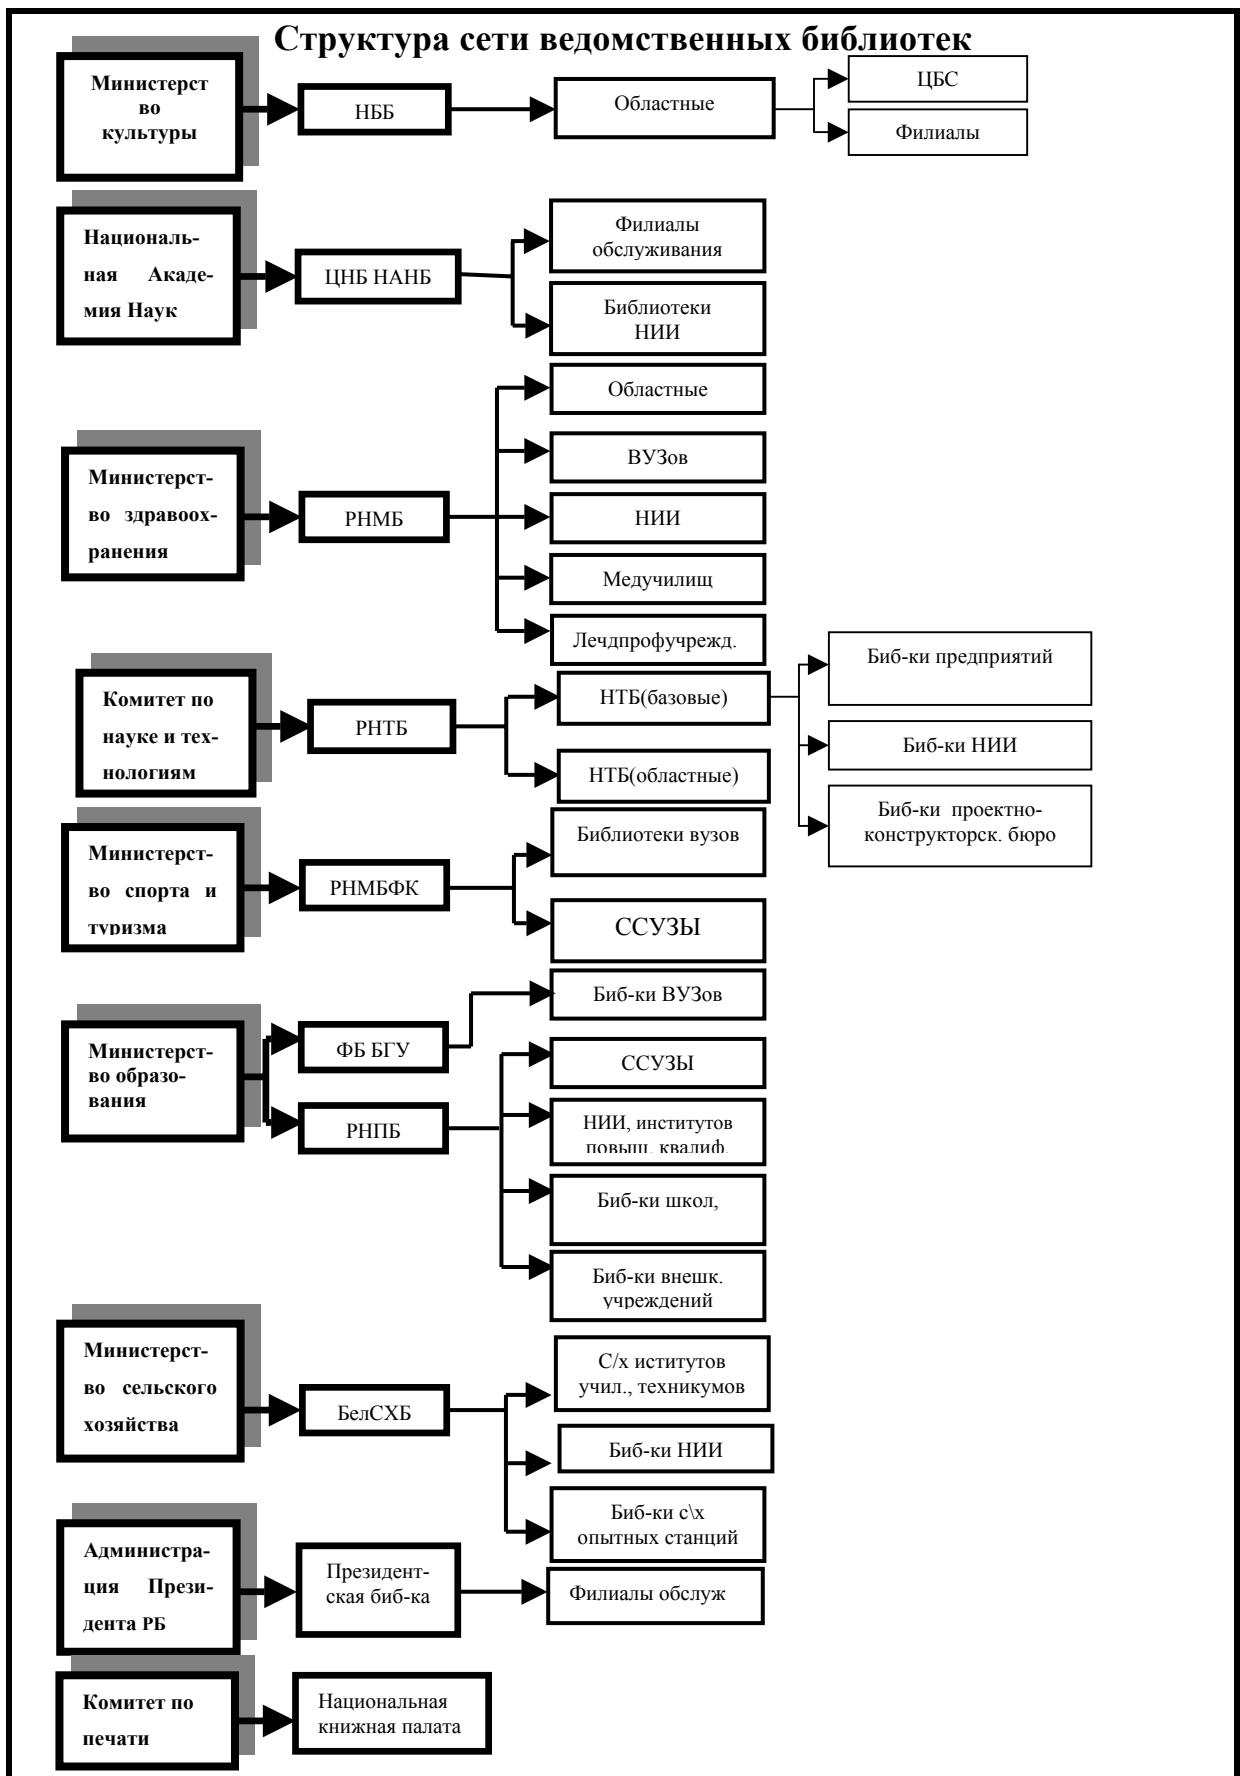 Структура сети ведомственных библиотек
Министерст
во
культуры
НББ
Областные
ЦБС
Филиалы
Националь-
ная Акаде-
мия Наук
ЦНБ НАНБ
Филиалы
обслуживания
Библиотеки
НИИ
Министерст-
во здравоох-
ранения
РНМБ
Областные
ВУЗов
НИИ
Медучилищ
Лечдпрофучрежд.
Комитет по
науке и тех-
нологиям
РНТБ
НТБ(базовые)
НТБ(областные)
Биб-ки предприятий
Биб-ки НИИ
Биб-ки проектно-
конструкторск. бюро
Министерст-
во спорта и
туризма
РНМБФК
Библиотеки вузов
ССУЗЫ
Министерст-
во образо-
вания
ФБ БГУ
Биб-ки ВУЗов
РНПБ
ССУЗЫ
НИИ, институтов
повыш. квалиф.
Биб-ки школ,
Биб-ки внешк.
учреждений
Министерст-
во сельского
хозяйства
БелСХБ
С/х иститутов
учил., техникумов
Биб-ки НИИ
Биб-ки с\х
опытных станций
Администра-
ция Прези-
дента РБ
Президент-
ская биб-ка
Филиалы обслуж
Комитет по
печати
Национальная
книжная палата